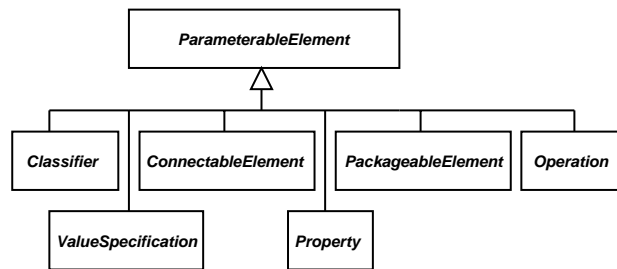 ParameterableElement
Classifier
ConnectableElement
PackageableElement
Operation
ValueSpecification
Property